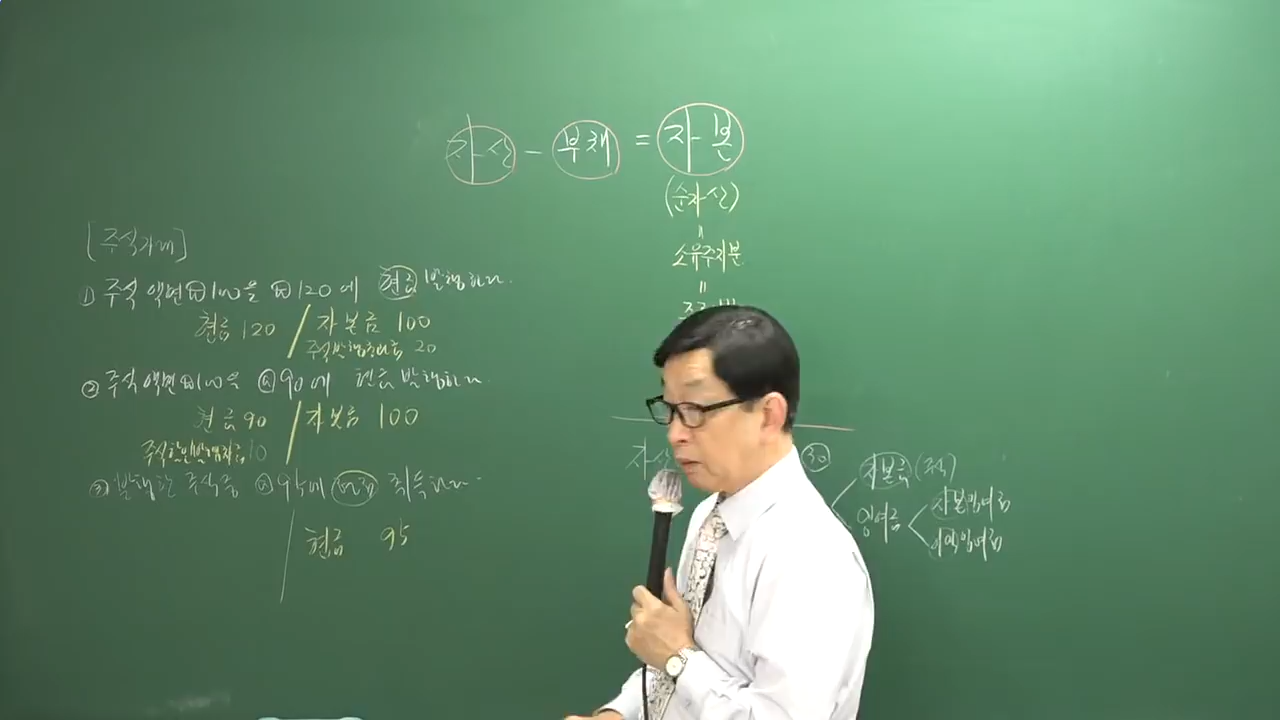 자산 - 부채 = 자본
(순자산)
=
소유주지분
=
[주식거래]
① 주식 액면 ₩100을 ₩120에 현금 발행하다.
현금 120 / 자본금 100
주식발행초과금 20
② 주식 액면 ₩100을 ₩90에 현금 발행하다.
현금 90 / 자본금 100
주식할인발행차금 10
③ 발행한 주식중 ₩95에 현금 취득하다.
현금 95
30
자본금 (주식)
잉여금
자본잉여금
이익잉여금